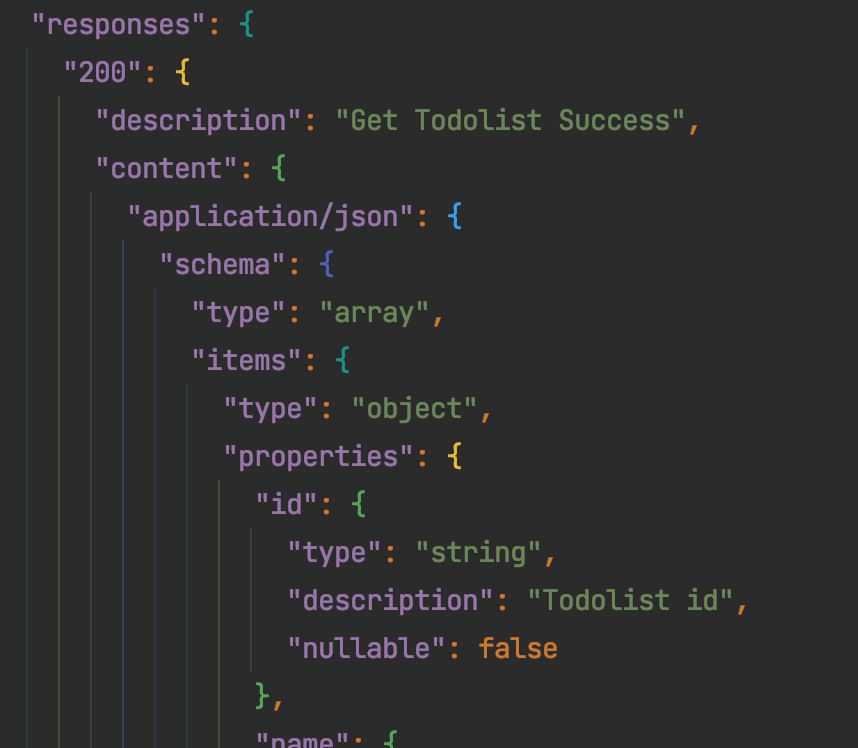 "responses": {
"200": {
"description": "Get Todolist Success",
"content": {
"application/json": {
"schema": {
"type": "array",
"items": {
"type": "object",
"properties": {
"id": {
"type": "string",
"description": "Todolist id",
"nullable": false
},
"name": {